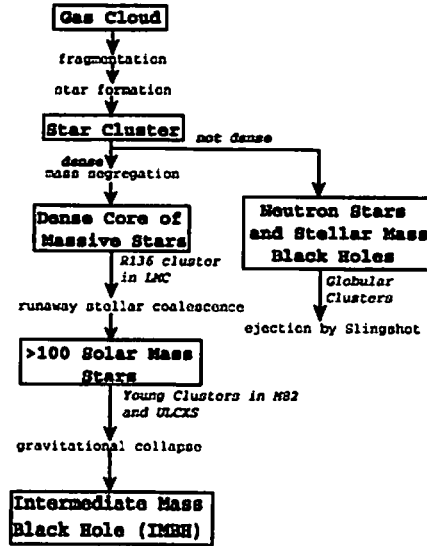 Gas Cloud
fragmentation
star formation
Star Cluster
not dense
dense
mass segregation
Dense Core of
Massive Stars
Neutron Stars
and Stellar Mass
Black Holes
R136 cluster
in LMC
Globular
Clusters
runaway stellar coalescence
ejection by Slingshot
>100 Solar Mass
Stars
Young Clusters in M82
and ULCXS
gravitational collapse
Intermediate Mass
Black Hole (IMBH)